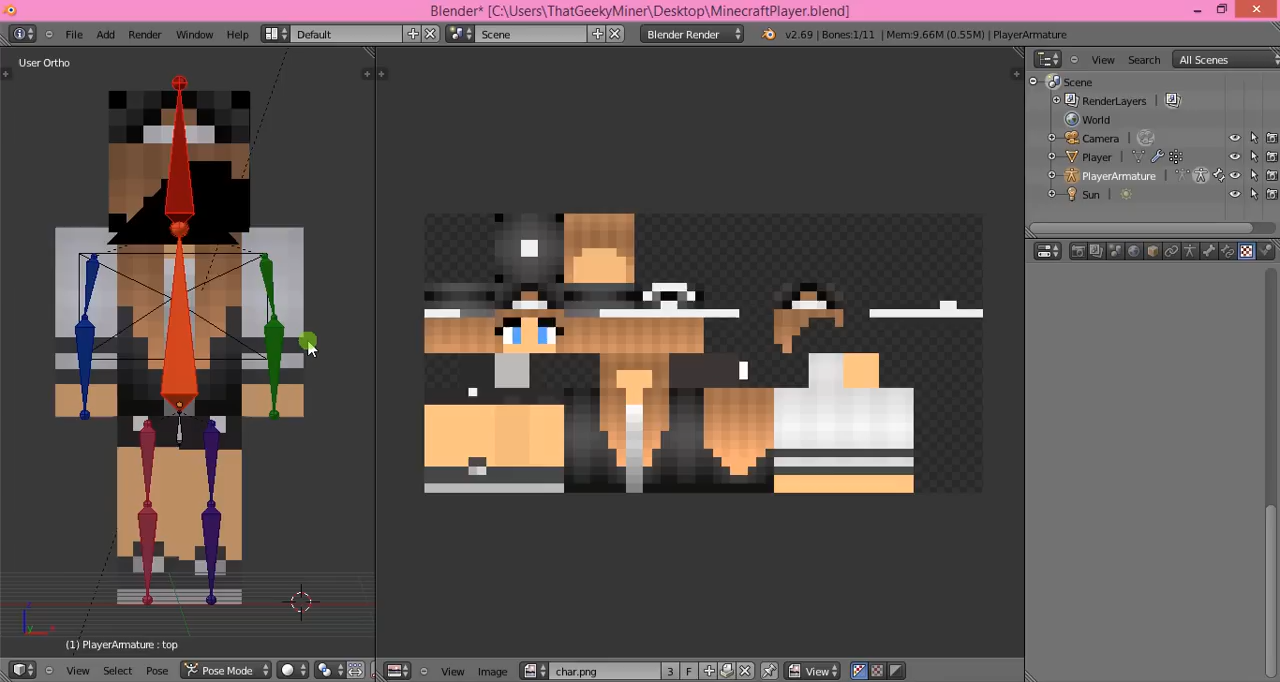 Blender* [C:\Users\ThatGeekyMiner\Desktop\MinecraftPlayer.blend]
File Add Render Window Help Default Scene Blender Render v2.69 | Bones:1/11 | Mem:9.66M (0.55M) | PlayerArmature
User Ortho
View Search All Scenes
Scene
RenderLayers
World
Camera
Player
PlayerArmature
Sun
(1) PlayerArmature : top
View Select Pose Pose Mode
View Image char.png 3 F View